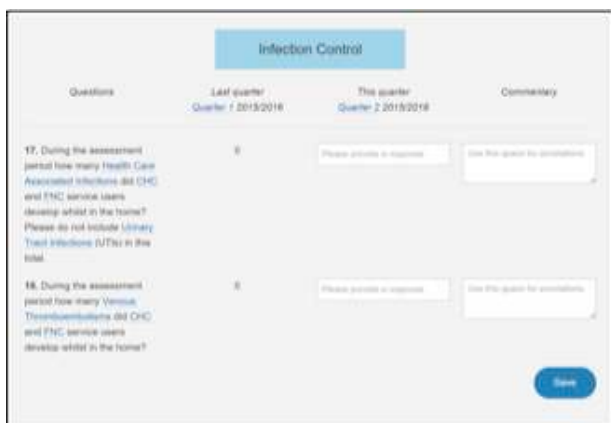 Infection Control
Questions
Last quarter
Quarter 1 2015/2016
This quarter
Quarter 2 2015/2016
Commentary
17. During the assessment
period how many Health Care
Associated Infections did CHC
and FNC service users
develop whilst in the home?
Please do not include Urinary
Tract Infections (UTIs) in this
total.
0
Please provide a response
Use this space for annotations
18. During the assessment
period how many Venous
Thromboembolisms did CHC
and FNC service users
develop whilst in the home?
0
Please provide a response
Use this space for annotations
Save